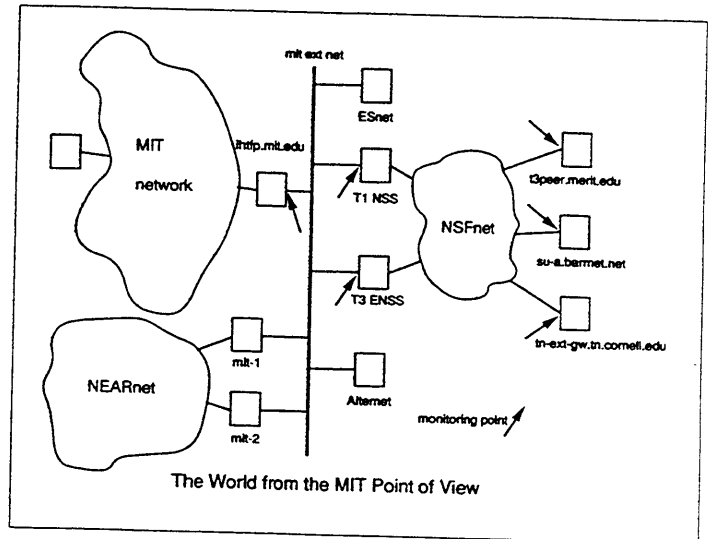 mit ext net
ESnet
MIT
network
ihtfp.mit.edu
T1 NSS
NSFnet
t3peer.merit.edu
su-a.barrnet.net
T3 ENSS
tn-ext-gw.tn.cornell.edu
NEARnet
mit-1
mit-2
Alternet
monitoring point
The World from the MIT Point of View